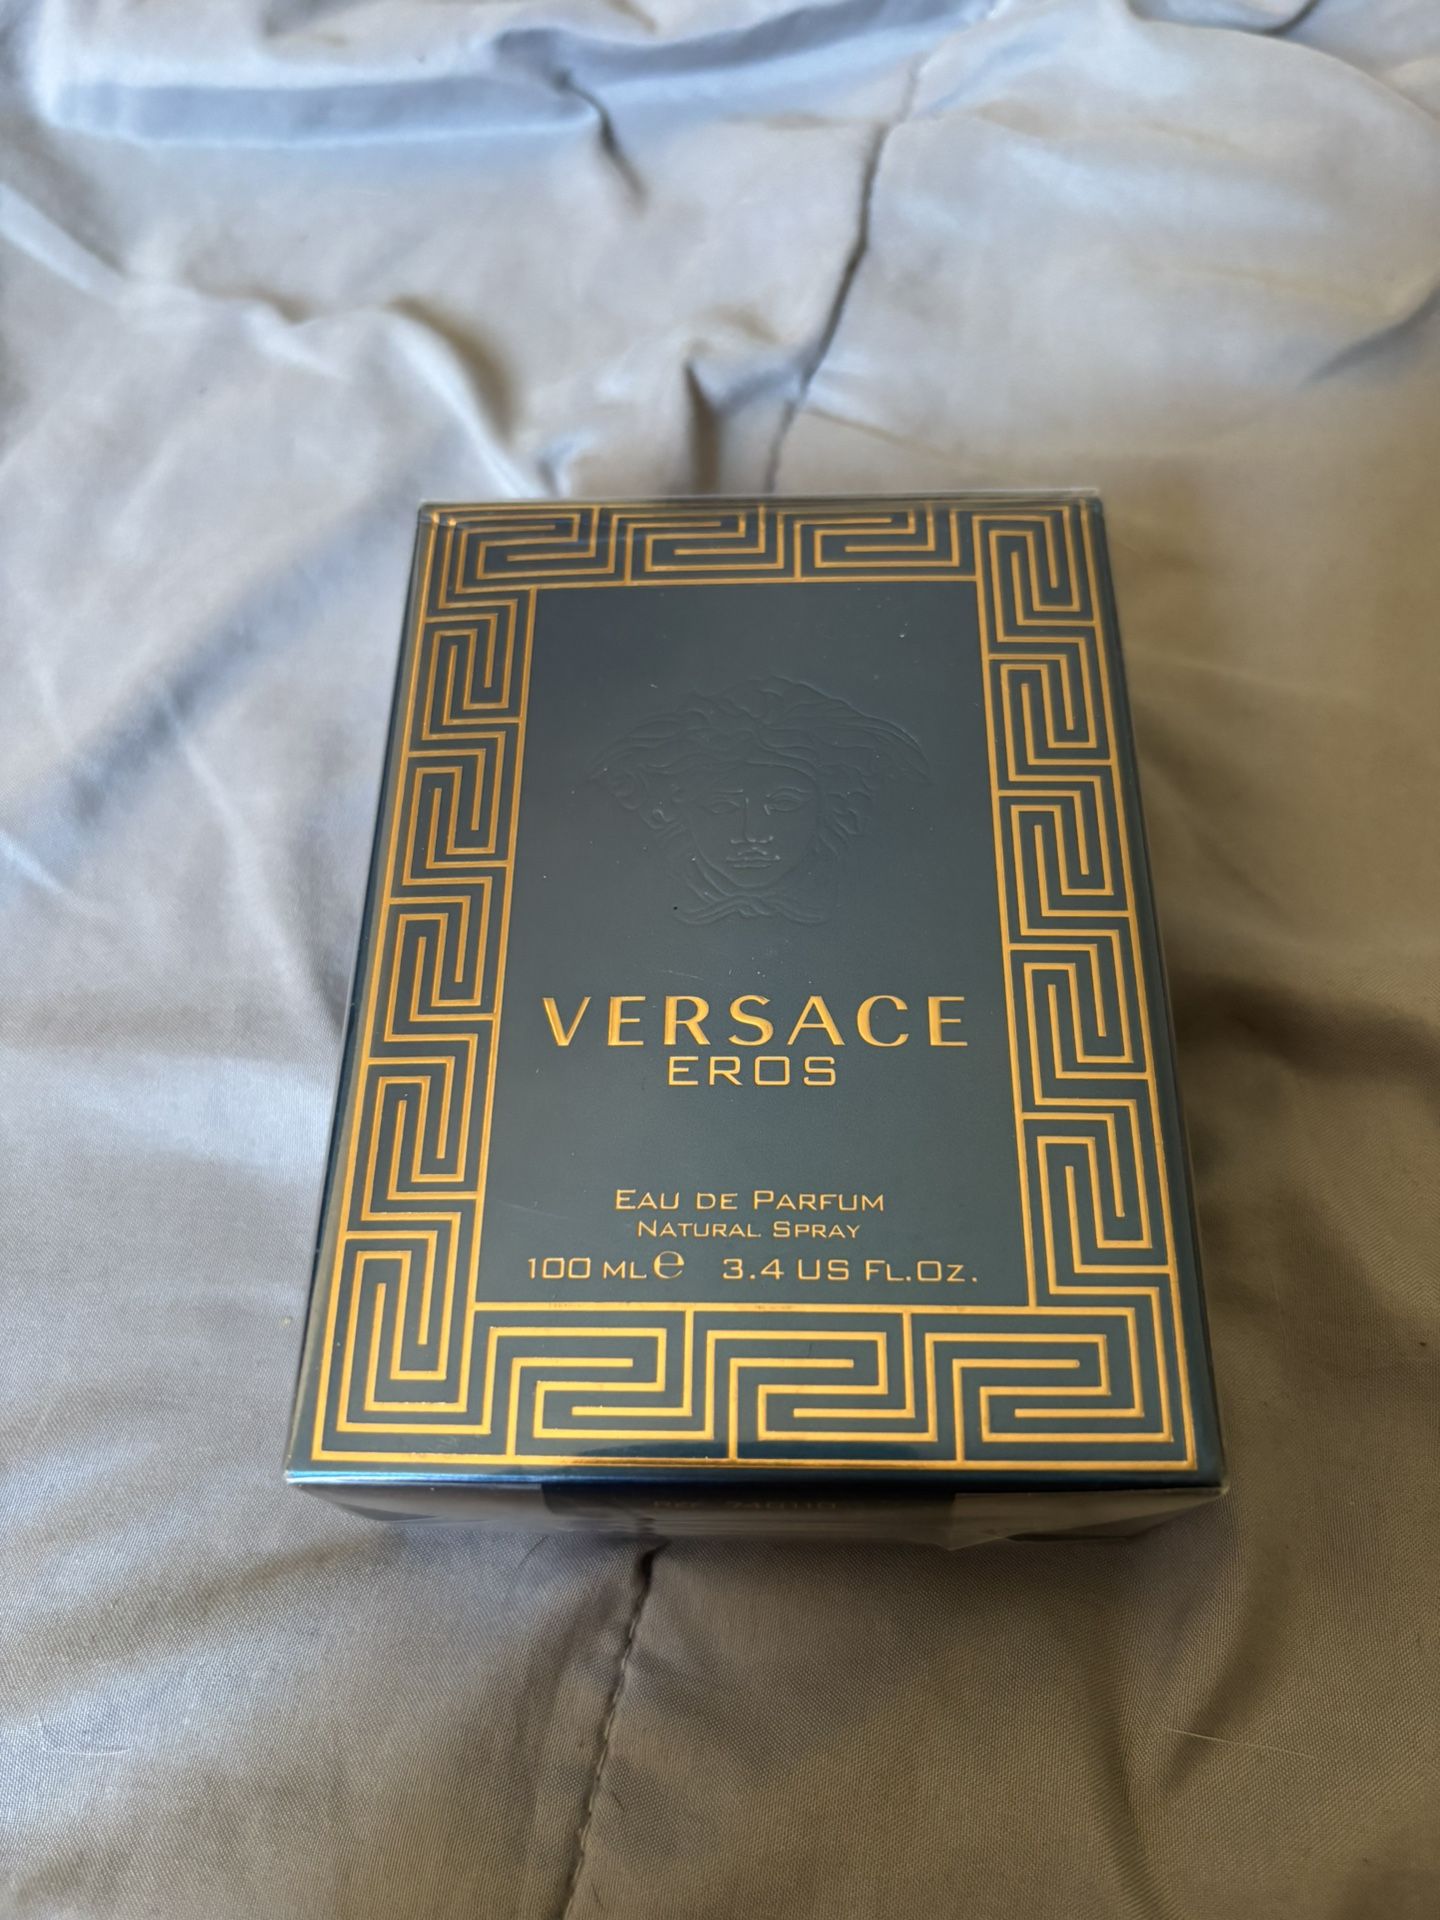 VERSACE
EROS
EAU DE PARFUM
NATURAL SPRAY
100 ML e 3.4 US FL.OZ.